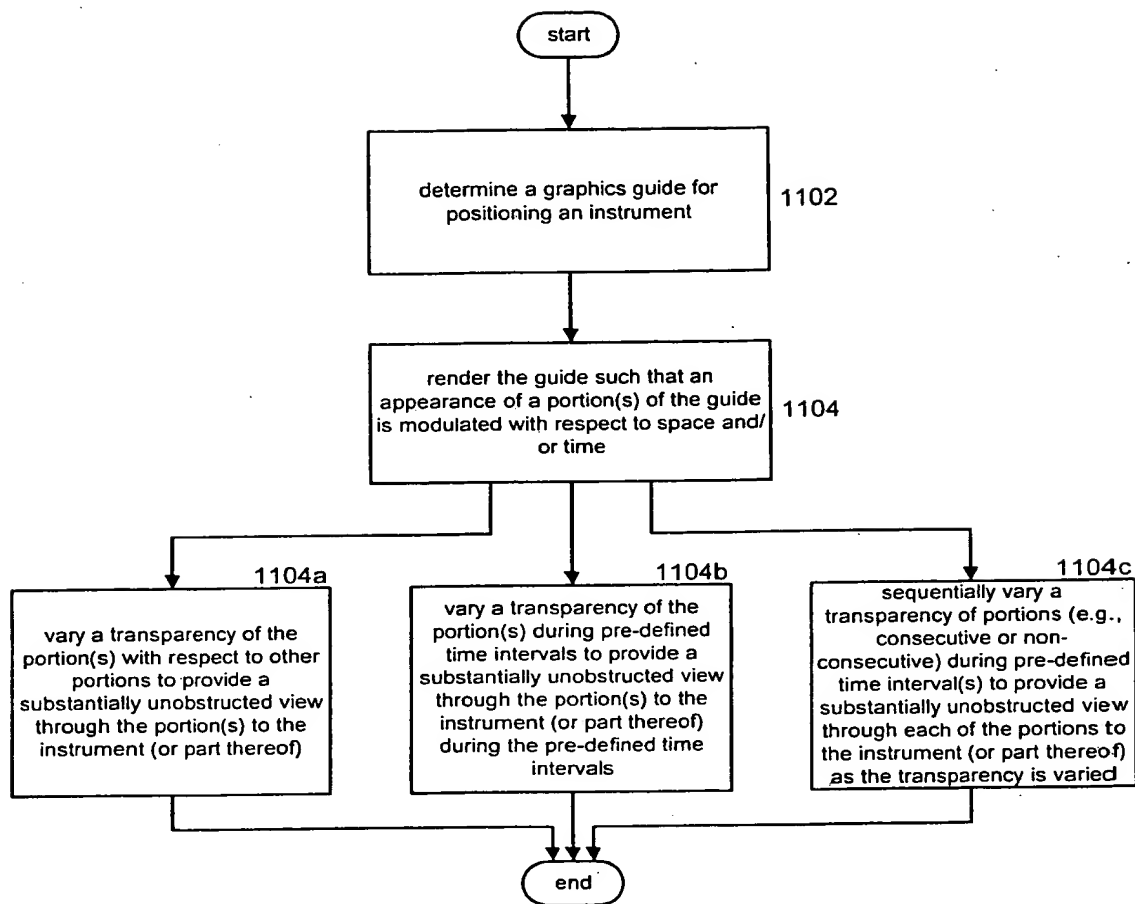 start
determine a graphics guide for
positioning an instrument
1102
render the guide such that an
appearance of a portion(s) of the guide
is modulated with respect to space and/
or time
1104
1104a
vary a transparency of the
portion(s) with respect to other
portions to provide a
substantially unobstructed view
through the portion(s) to the
instrument (or part thereof)
1104b
vary a transparency of the
portion(s) during pre-defined
time intervals to provide a
substantially unobstructed view
through the portion(s) to the
instrument (or part thereof)
during the pre-defined time
intervals
1104c
sequentially vary a
transparency of portions (e.g.,
consecutive or non-
consecutive) during pre-defined
time interval(s) to provide a
substantially unobstructed view
through each of the portions to
the instrument (or part thereof)
as the transparency is varied
end